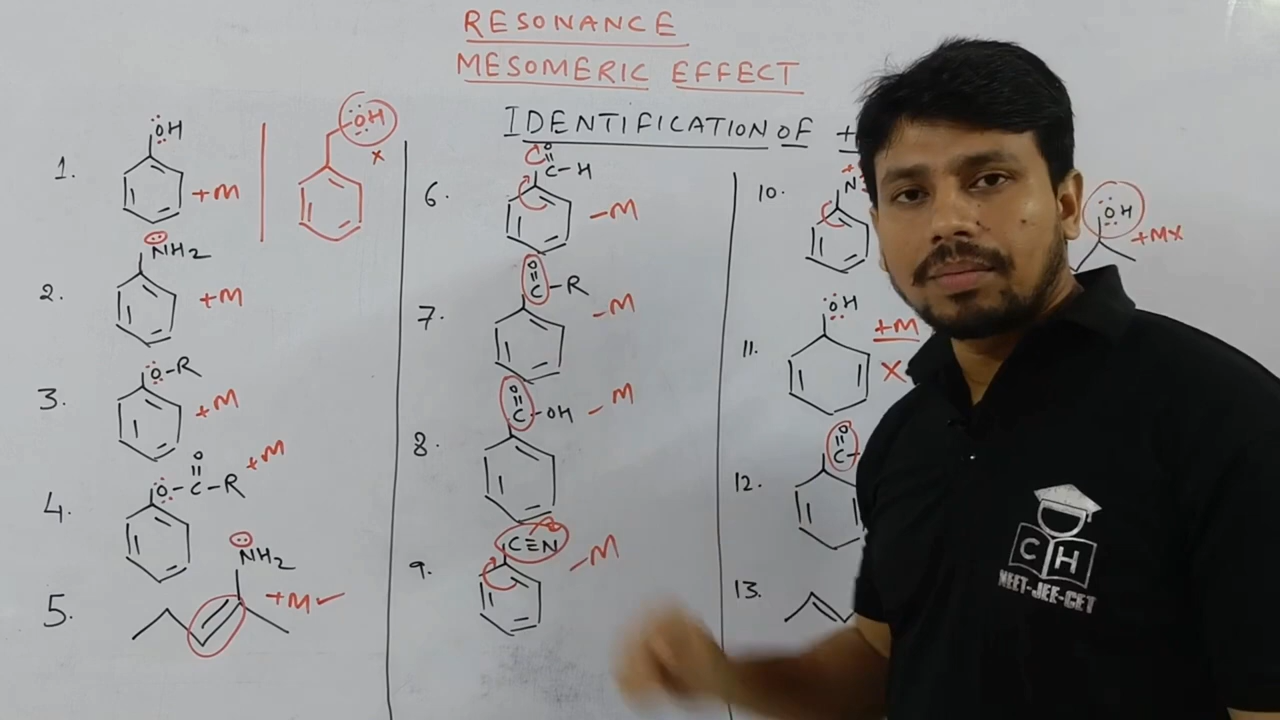 RESONANCE
MESOMERIC EFFECT
IDENTIFICATION OF +
1. OH +M
OH x
2. NH2 +M
3. O-R +M
4. O-C-R O +M
5. NH2 +M ✓
6. O C-H -M
7. O C-R -M
8. O C-OH -M
9. C≡N -M
10. N +
OH +M x
11. OH +M X
12. O C
13.
C H
NEET-JEE-CET